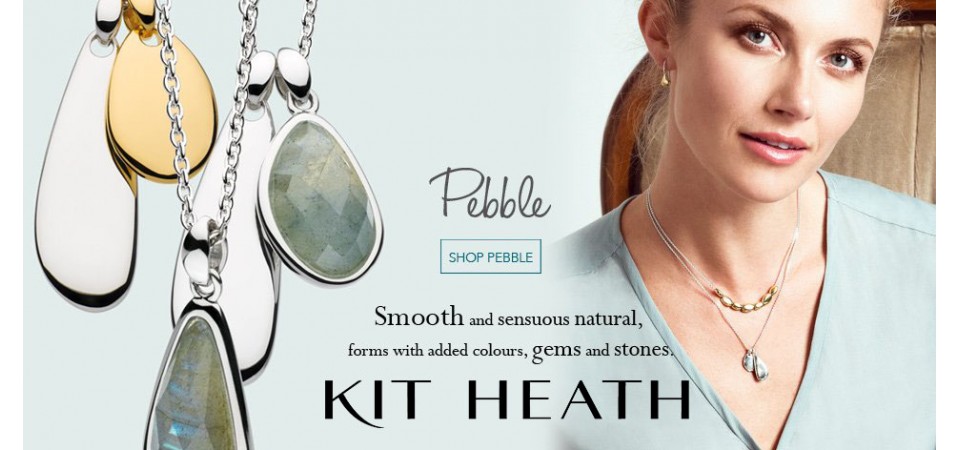 Pebble
SHOP PEBBLE
Smooth and sensuous natural,
forms with added colours, gems and stones.
KIT HEATH